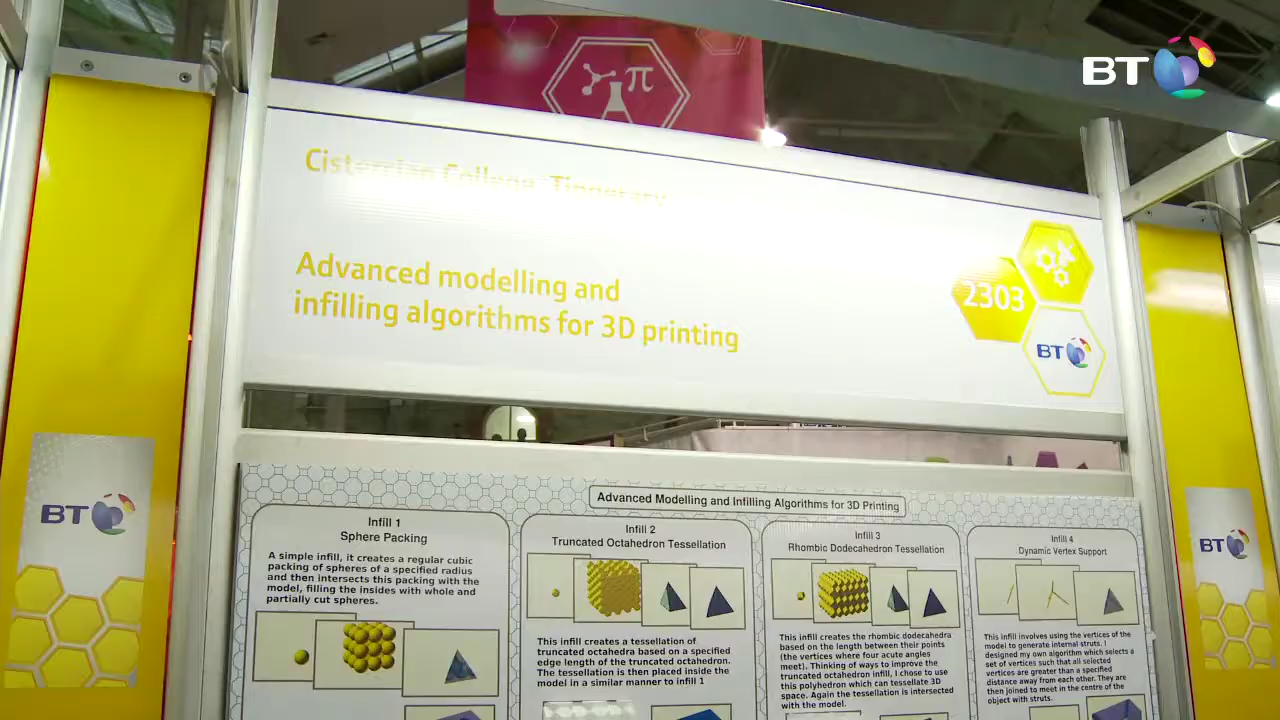 BT
π
Cistercian College, Tipperary
Advanced modelling and
infilling algorithms for 3D printing
2303
BT
BT
BT
Advanced Modelling and Infilling Algorithms for 3D Printing
Infill 1
Sphere Packing
A simple infill, it creates a regular cubic
packing of spheres of a specified radius
and then intersects this packing with the
model, filling the insides with whole and
partially cut spheres.
Infill 2
Truncated Octahedron Tessellation
This infill creates a tessellation of
truncated octahedra based on a specified
edge length of the truncated octahedron.
The tessellation is then placed inside the
model in a similar manner to infill 1
Infill 3
Rhombic Dodecahedra Tessellation
This infill creates the rhombic dodecahedra
based on the length between their points
(the vertices where four acute angles
meet). Thinking of ways to improve the
truncated octahedron infill, I chose to use
this polyhedron which can tessellate 3D
space. Again the tessellation is intersected
with the model.
Infill 4
Dynamic Vertex Support
This infill involves using the vertices of the
model to generate internal struts. I
designed my own algorithm which selects a
set of vertices such that all selected
vertices are greater than a specified
distance away from each other. They are
then joined to meet in the centre of the
object with struts.